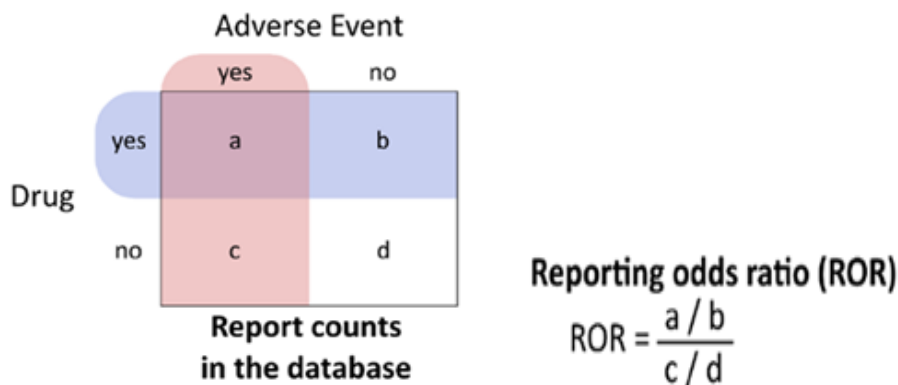 Adverse Event
yes no
yes a b
Drug
no c d
Report counts
in the database
Reporting odds ratio (ROR)
ROR = a / b
c / d